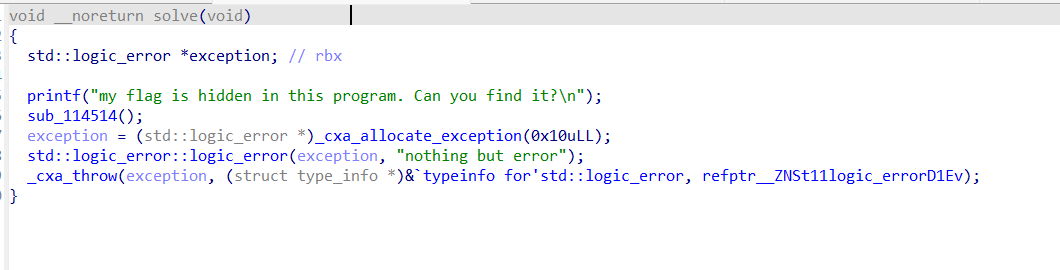 void __noreturn solve(void)
{
std::logic_error *exception; // rbx
printf("my flag is hidden in this program. Can you find it?\n");
sub_114514();
exception = (std::logic_error *)_cxa_allocate_exception(0x10uLL);
std::logic_error::logic_error(exception, "nothing but error");
_cxa_throw(exception, (struct type_info *)&`typeinfo for'std::logic_error, refptr__ZNSt11logic_errorD1Ev);
}